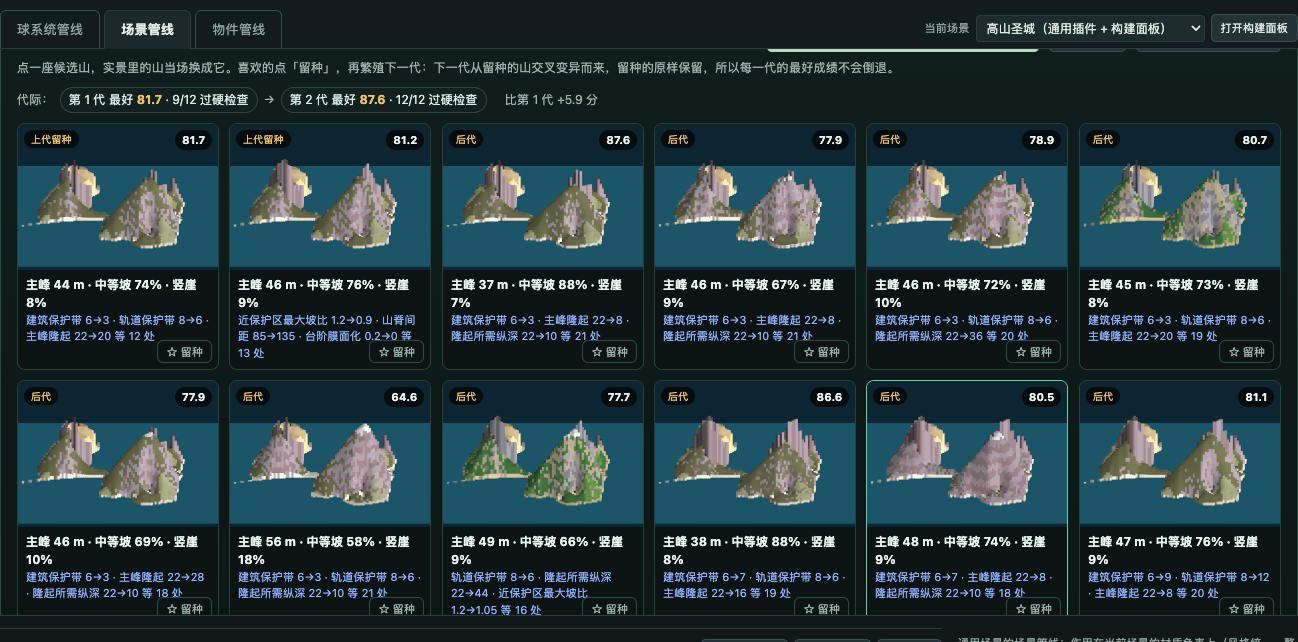 球系统管线 场景管线 物件管线 当前场景 高山圣城（通用插件 + 构建面板） 打开构建面板
点一座候选山，实景里的山当场换成它。喜欢的点「留种」，再繁殖下一代：下一代从留种的山交叉变异而来，留种的原样保留，所以每一代的最好成绩不会倒退。
代际： 第 1 代 最好 81.7 · 9/12 过硬检查 → 第 2 代 最好 87.6 · 12/12 过硬检查 比第 1 代 +5.9 分
上代留种 81.7
主峰 44 m · 中等坡 74% · 竖崖
8%
建筑保护带 6→3 · 轨道保护带 8→6 ·
主峰隆起 22→20 等 12 处
☆ 留种
上代留种 81.2
主峰 46 m · 中等坡 76% · 竖崖
9%
近保护区最大坡比 1.2→0.9 · 山脊间
距 85→135 · 台阶膜面化 0.2→0 等
13 处
☆ 留种
后代 87.6
主峰 37 m · 中等坡 88% · 竖崖
7%
建筑保护带 6→3 · 主峰隆起 22→8 ·
隆起所需纵深 22→10 等 21 处
☆ 留种
后代 77.9
主峰 46 m · 中等坡 67% · 竖崖
9%
建筑保护带 6→3 · 主峰隆起 22→8 ·
隆起所需纵深 22→10 等 21 处
☆ 留种
后代 78.9
主峰 46 m · 中等坡 72% · 竖崖
10%
建筑保护带 6→3 · 轨道保护带 8→6 ·
隆起所需纵深 22→36 等 20 处
☆ 留种
后代 80.7
主峰 45 m · 中等坡 73% · 竖崖
8%
建筑保护带 6→3 · 轨道保护带 8→6 ·
主峰隆起 22→20 等 19 处
☆ 留种
后代 77.9
主峰 46 m · 中等坡 69% · 竖崖
10%
建筑保护带 6→3 · 主峰隆起 22→28
· 隆起所需纵深 22→10 等 18 处
☆ 留种
后代 64.6
主峰 56 m · 中等坡 58% · 竖崖
18%
建筑保护带 6→3 · 轨道保护带 8→6 ·
隆起所需纵深 22→10 等 21 处
☆ 留种
后代 77.7
主峰 49 m · 中等坡 66% · 竖崖
9%
轨道保护带 8→6 · 隆起所需纵深
22→44 · 近保护区最大坡比
1.2→1.05 等 16 处
☆ 留种
后代 86.6
主峰 38 m · 中等坡 88% · 竖崖
8%
建筑保护带 6→7 · 轨道保护带 8→6 ·
主峰隆起 22→16 等 19 处
☆ 留种
后代 80.5
主峰 48 m · 中等坡 74% · 竖崖
9%
建筑保护带 6→7 · 主峰隆起 22→8 ·
隆起所需纵深 22→10 等 18 处
☆ 留种
后代 81.1
主峰 47 m · 中等坡 76% · 竖崖
9%
建筑保护带 6→9 · 轨道保护带 8→12
· 主峰隆起 22→8 等 20 处
☆ 留种